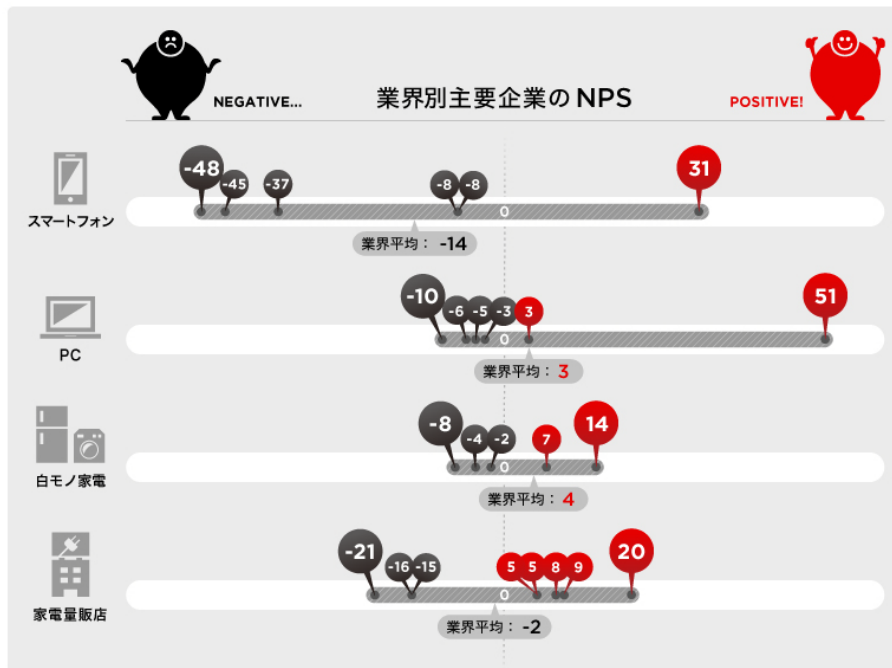 NEGATIVE...
業界別主要企業のNPS
POSITIVE!
-48
-45
-37
-8
-8
31
スマートフォン
0
業界平均： -14
-10
-6
-5
-3
3
51
PC
0
業界平均： 3
-8
-4
-2
7
14
白モノ家電
0
業界平均： 4
-21
-16
-15
5
5
8
9
20
家電量販店
0
業界平均： -2